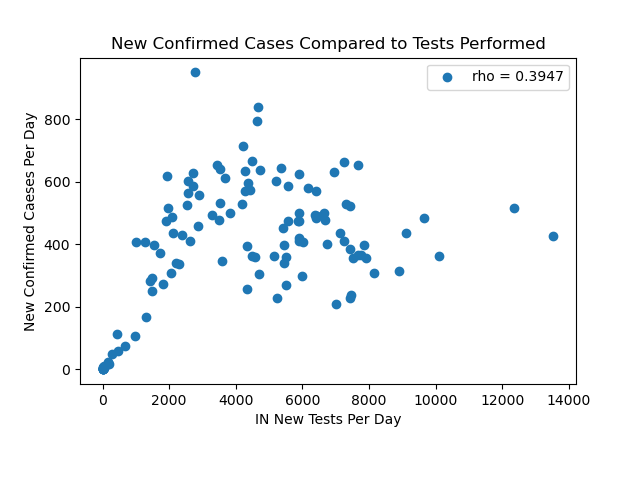 New Confirmed Cases Compared to Tests Performed
rho = 0.3947
New Confirmed Caeses Per Day
800
600
400
200
0
0 2000 4000 6000 8000 10000 12000 14000
IN New Tests Per Day